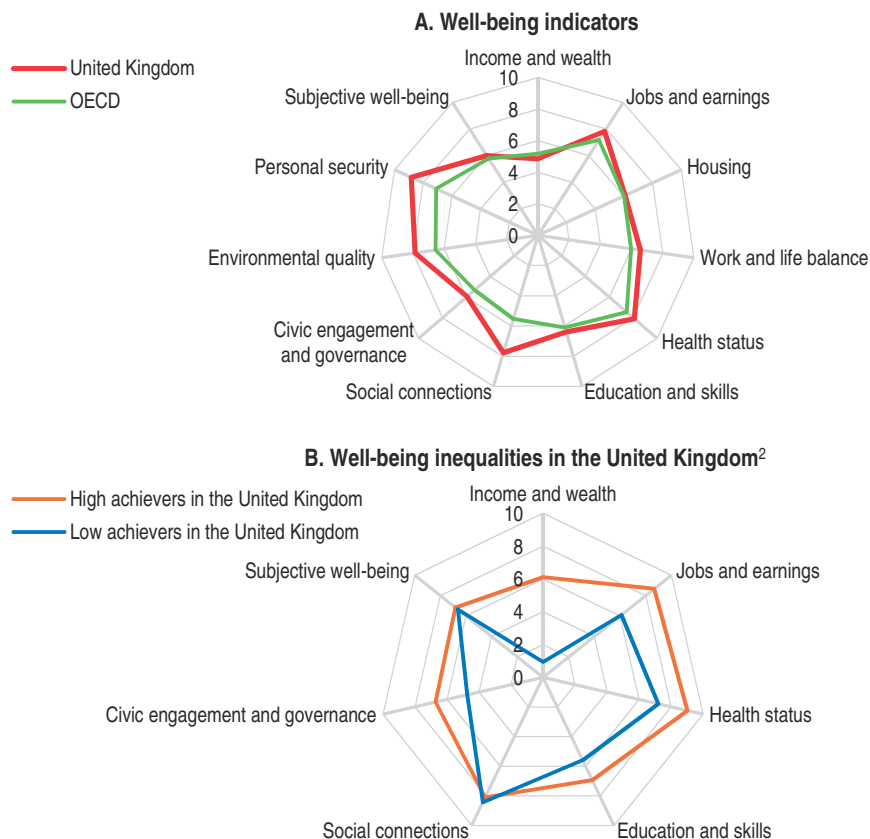 A. Well-being indicators
United Kingdom
OECD
Income and wealth
Jobs and earnings
Housing
Work and life balance
Health status
Education and skills
Social connections
Civic engagement
and governance
Environmental quality
Personal security
Subjective well-being
10
8
6
4
2
0
B. Well-being inequalities in the United Kingdom²
High achievers in the United Kingdom
Low achievers in the United Kingdom
Income and wealth
Jobs and earnings
Health status
Education and skills
Social connections
Civic engagement and governance
Subjective well-being
10
8
6
4
2
0